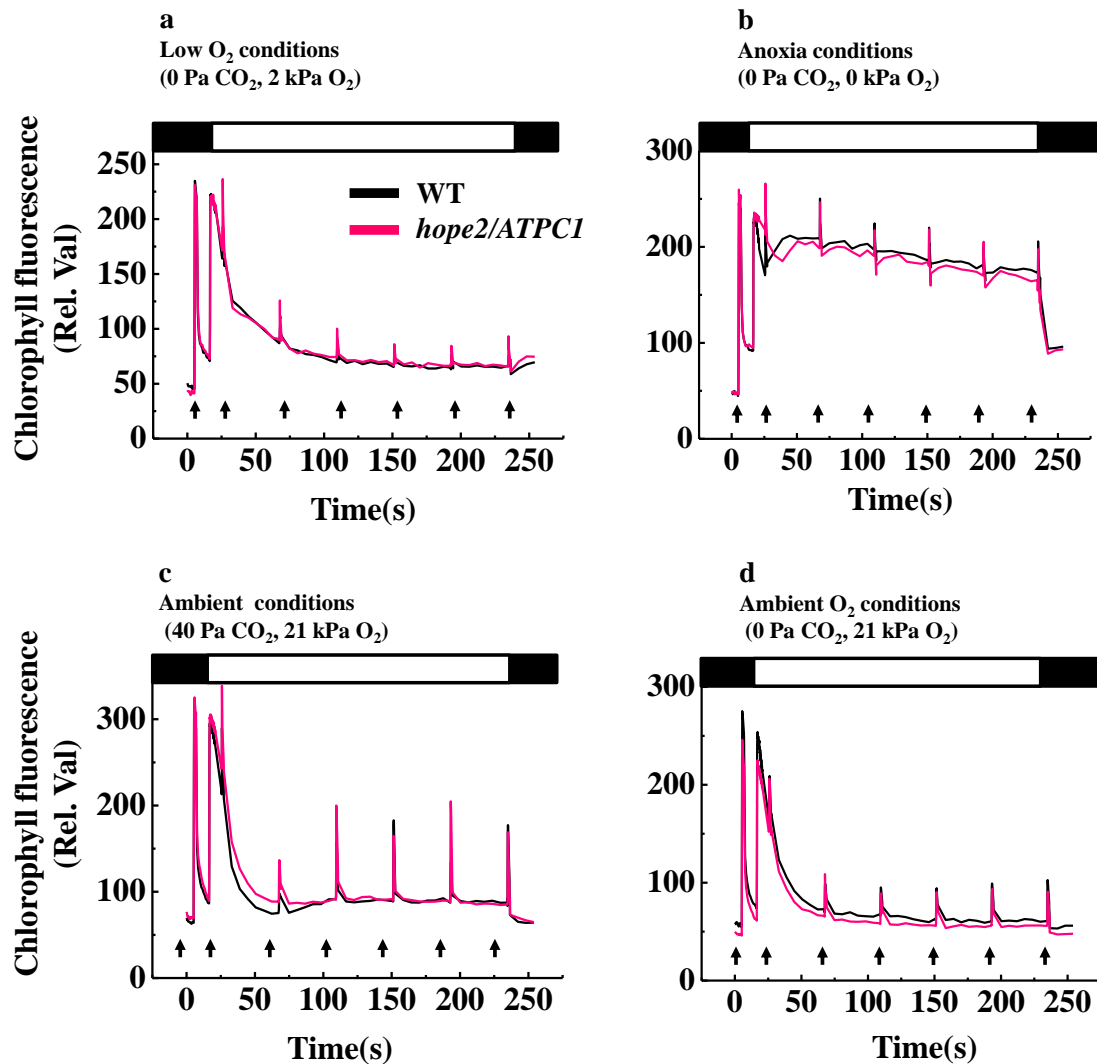 a
Low O₂ conditions
(0 Pa CO₂, 2 kPa O₂)
b
Anoxia conditions
(0 Pa CO₂, 0 kPa O₂)
Chlorophyll fluorescence
(Rel. Val)
250
200
150
100
50
0
WT
hope2/ATPC1
0 50 100 150 200 250
Time(s)
300
200
100
0
0 50 100 150 200 250
Time(s)
c
Ambient conditions
(40 Pa CO₂, 21 kPa O₂)
d
Ambient O₂ conditions
(0 Pa CO₂, 21 kPa O₂)
Chlorophyll fluorescence
(Rel. Val)
300
200
100
0
0 50 100 150 200 250
Time(s)
300
200
100
0
0 50 100 150 200 250
Time(s)